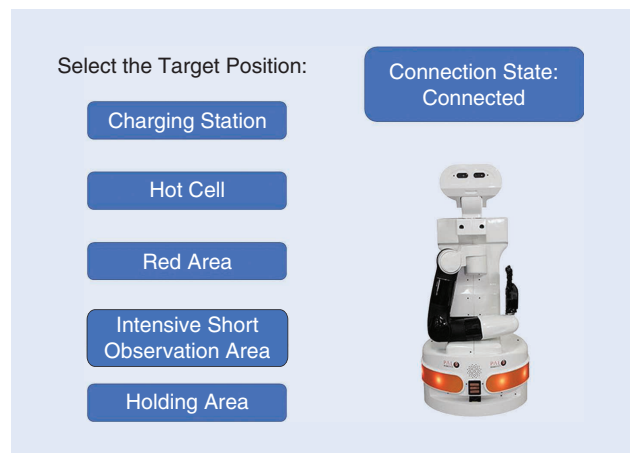 Select the Target Position:
Connection State:
Connected
Charging Station
Hot Cell
Red Area
Intensive Short
Observation Area
Holding Area